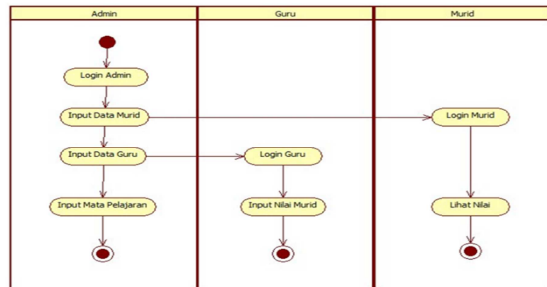 Admin
Guru
Murid
Login Admin
Input Data Murid
Login Murid
Input Data Guru
Login Guru
Input Mata Pelajaran
Input Nilai Murid
Lihat Nilai